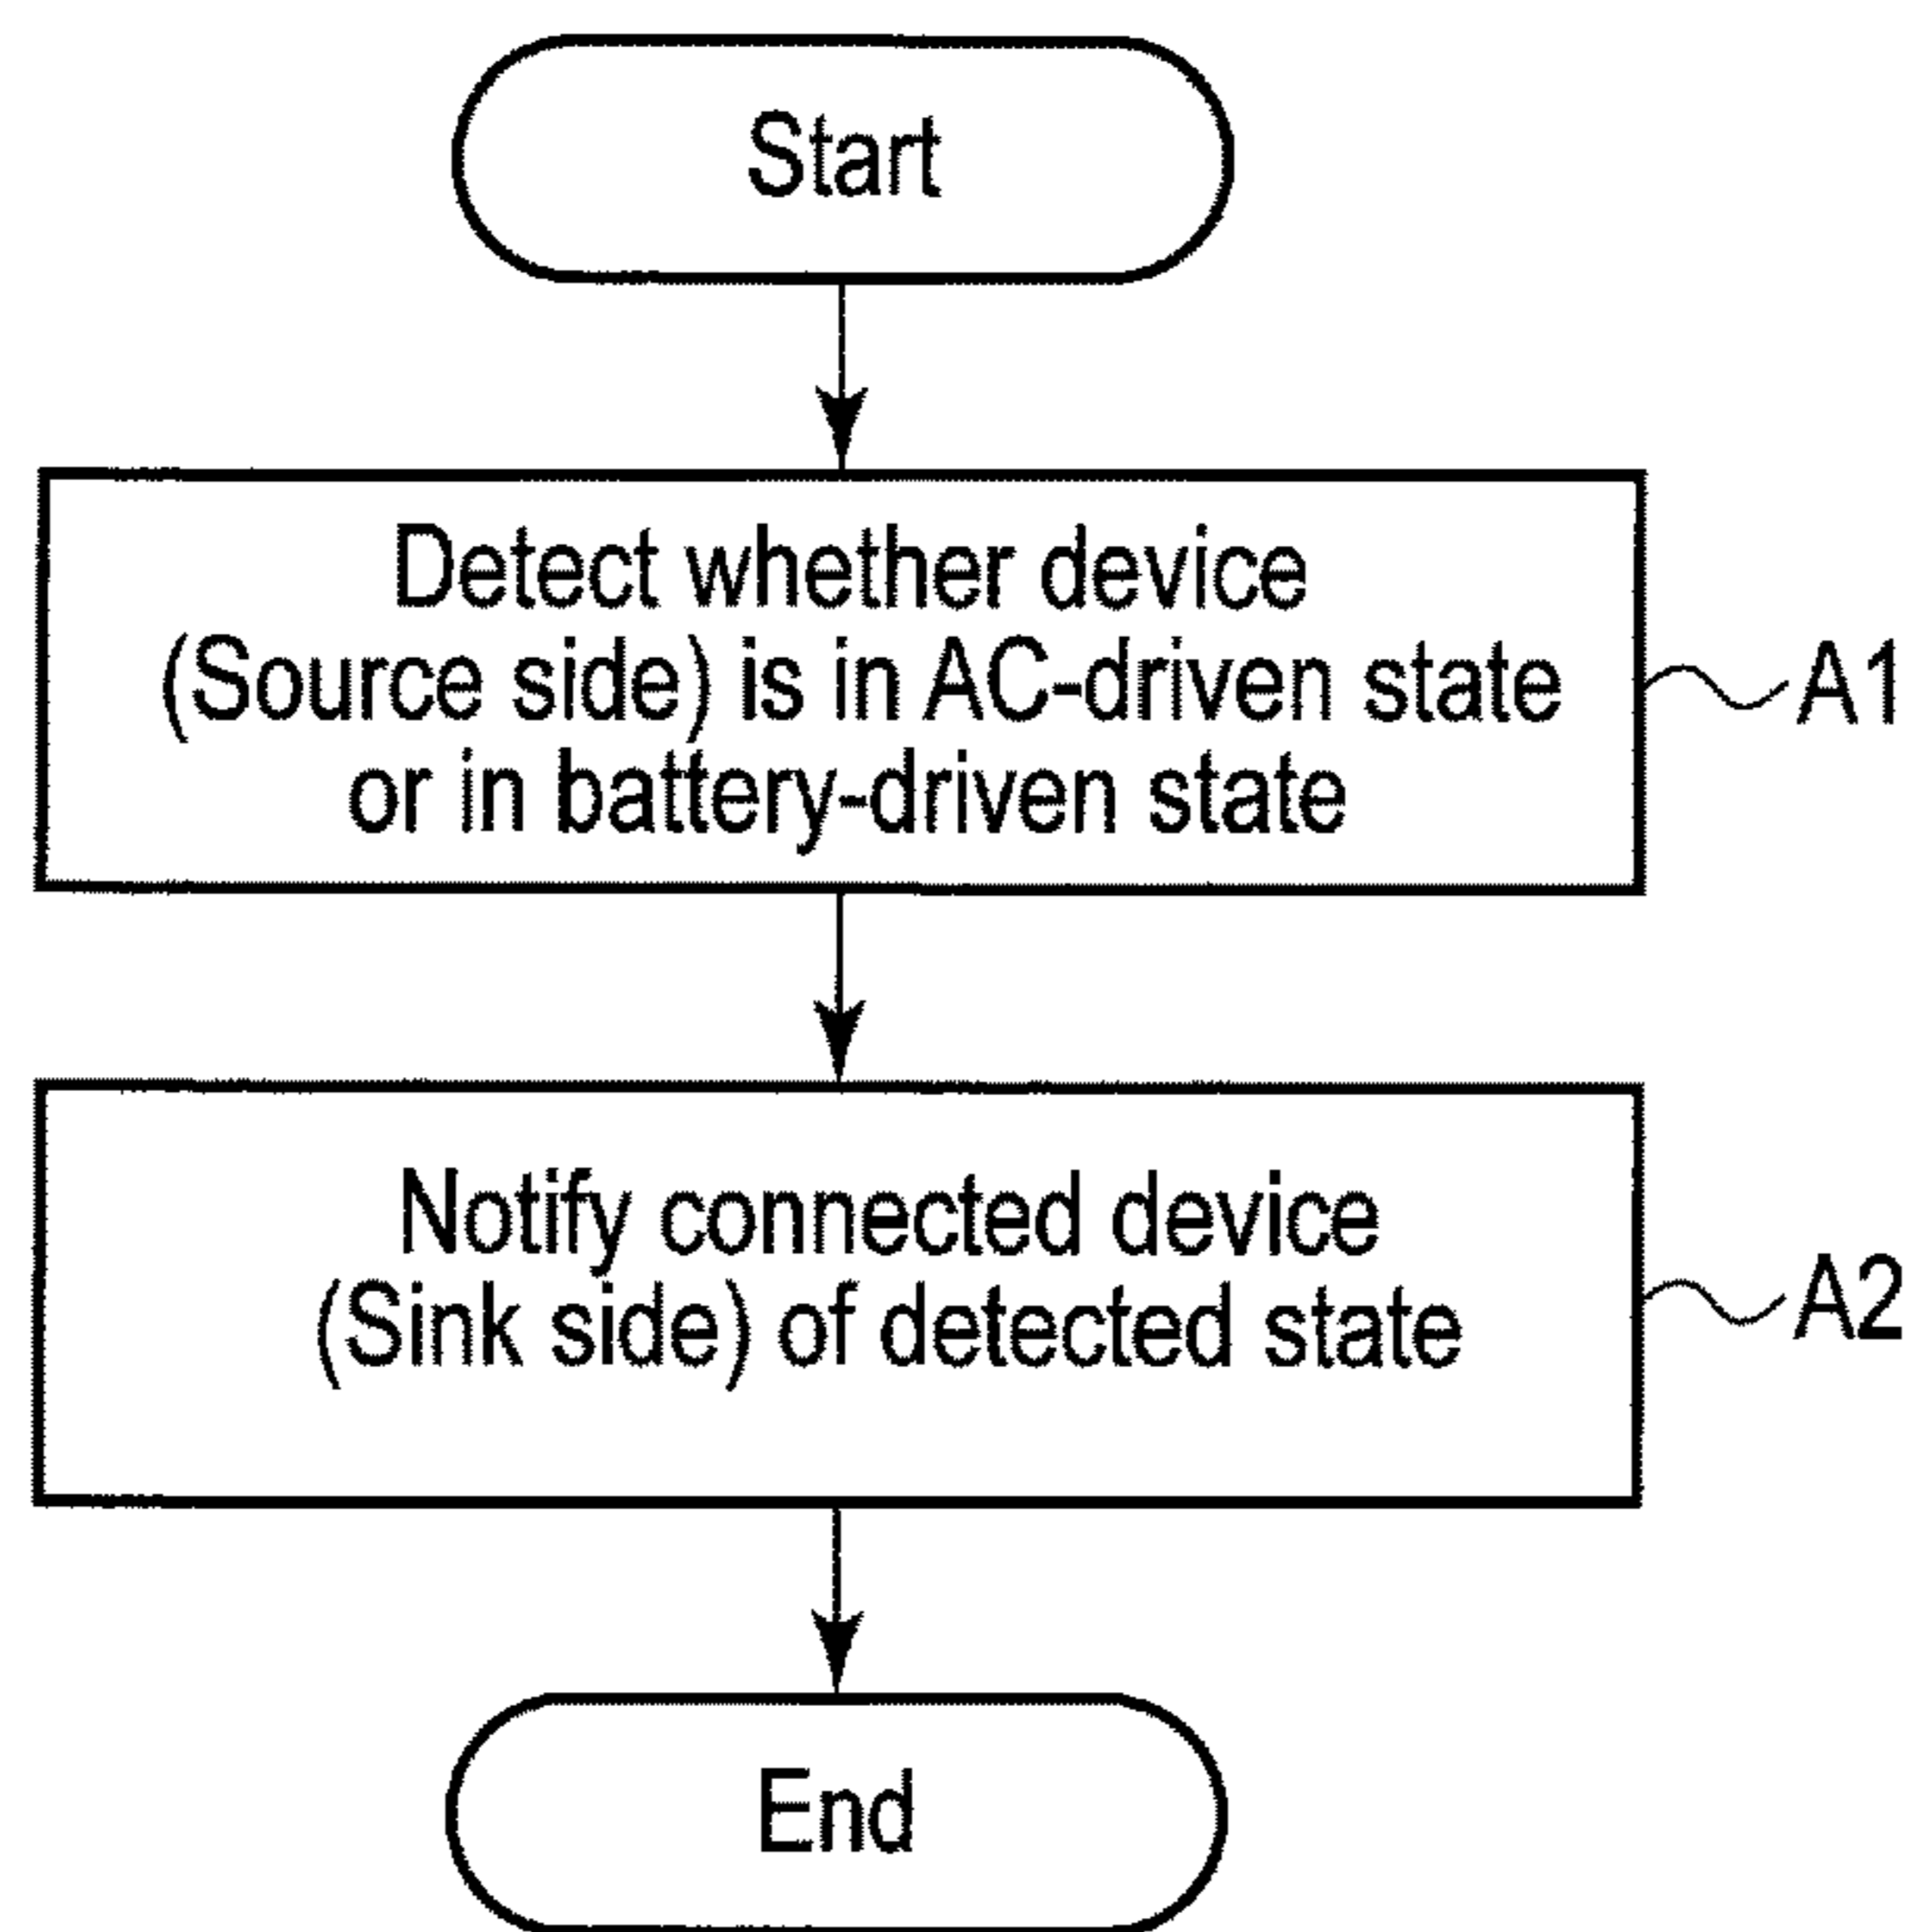 Start
Detect whether device
(Source side) is in AC-driven state
or in battery-driven state
A1
Notify connected device
(Sink side) of detected state
A2
End